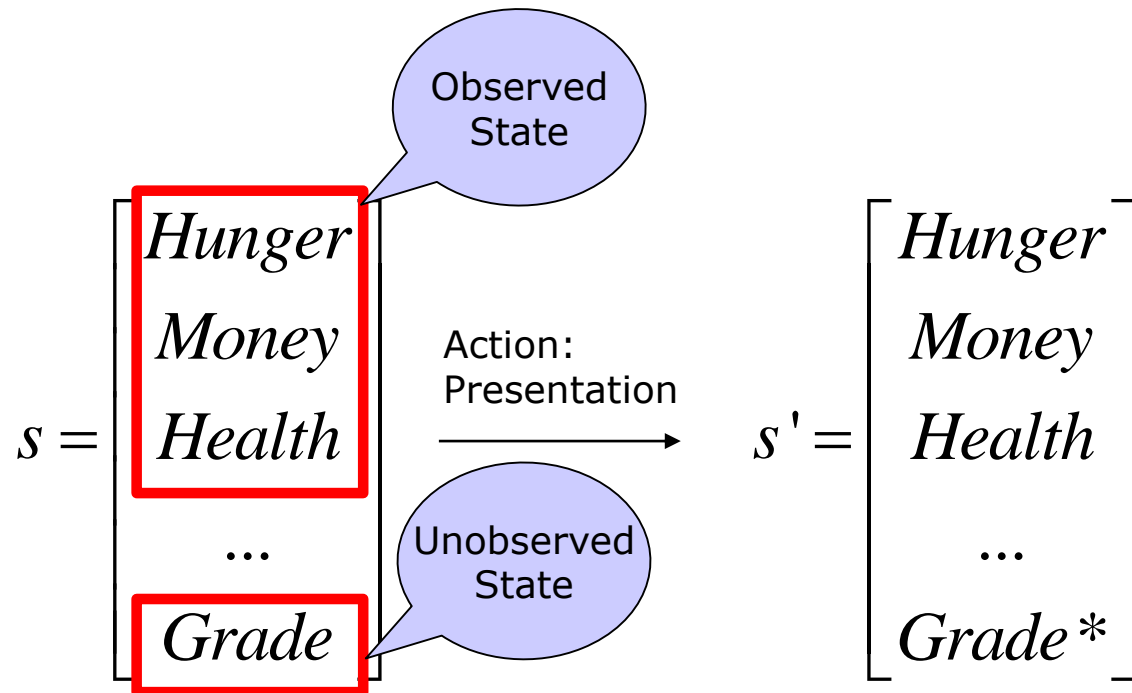 Observed
State
s =
Hunger
Money
Health
...
Grade
Action:
Presentation
Unobserved
State
s ' =
Hunger
Money
Health
...
Grade *